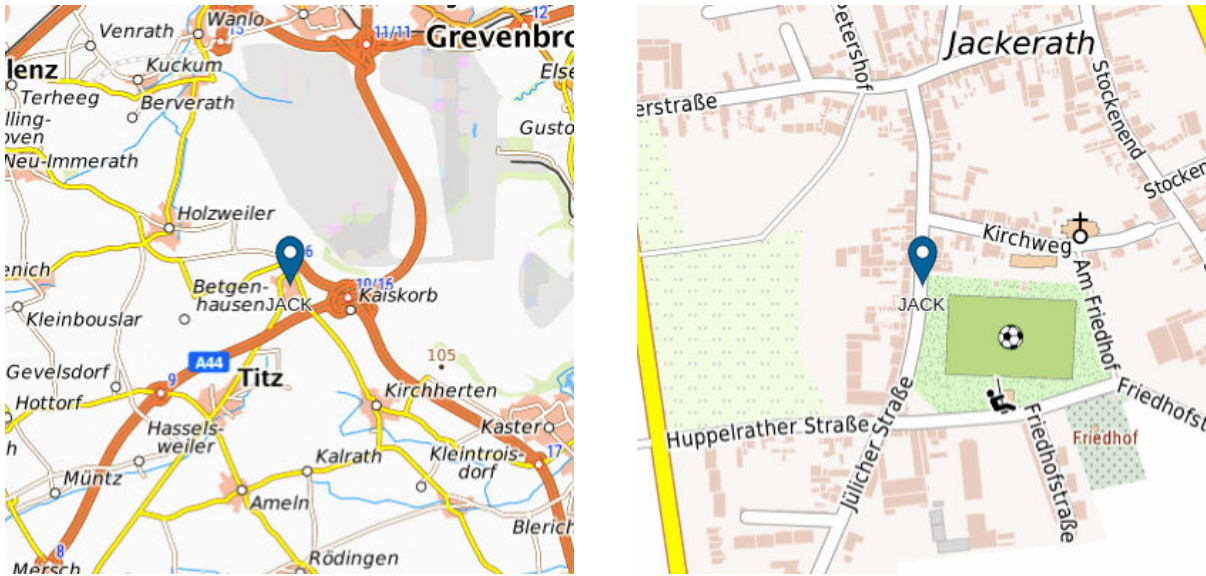 Wanlo
12
Venrath
15
11/11
Grevenbro
Kuckum
lenz
Else
Terheeg
Berverath
lling-
oven
Gusto
Neu-Immerath
Holzweiler
6
enich
Betgen-
hausen
JACK
10/16
Kaiskorb
Kleinbouslar
A44
105
Gevelsdorf
9
Titz
Kirchherten
Hottorf
Hassels-
weiler
Kaster
h
Kalrath
Kleintrois-
dorf
17
Müntz
Ameln
Blerich
8
Mersch
Rödingen
Petershof
Jackerath
erstraße
Stockenend
Stocken
Kirchweg
JACK
Am Friedhof
Huppelrather Straße
Friedhofst
Friedhof
Jülicher Straße
Friedhofstraße